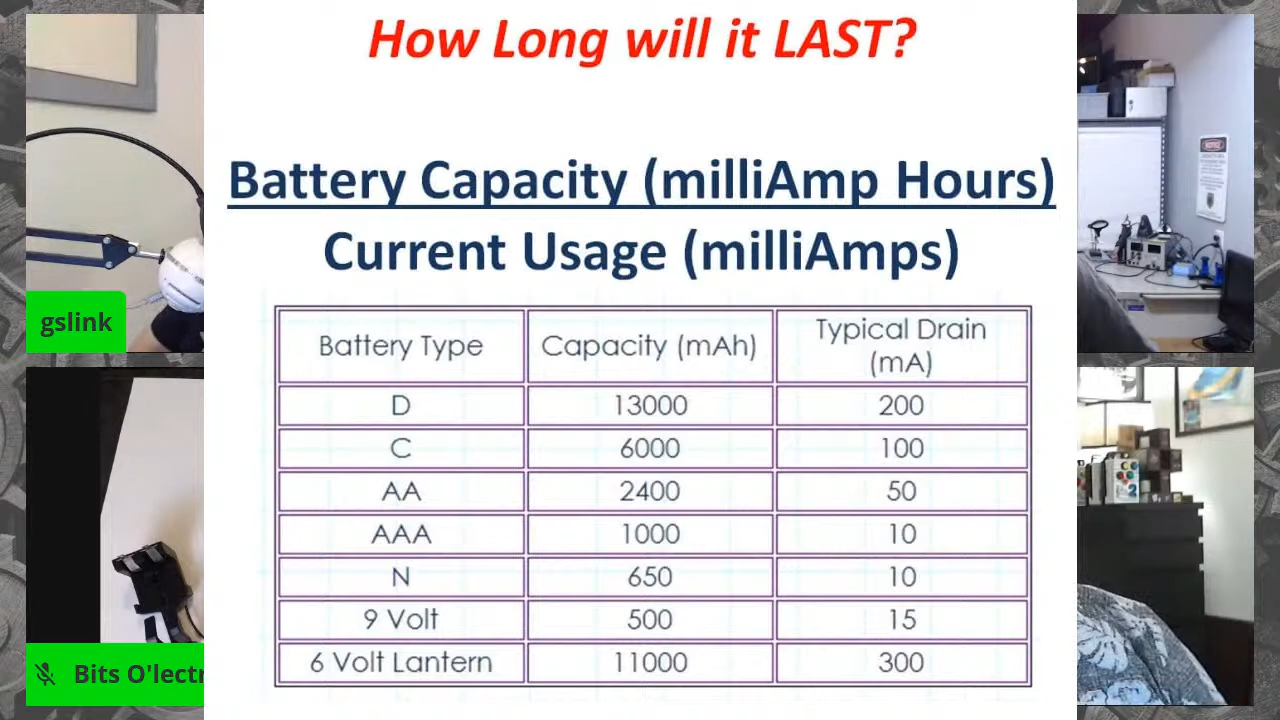 How Long will it LAST?
Battery Capacity (milliAmp Hours)
Current Usage (milliAmps)
Battery Type Capacity (mAh) Typical Drain (mA)
D 13000 200
C 6000 100
AA 2400 50
AAA 1000 10
N 650 10
9 Volt 500 15
6 Volt Lantern 11000 300
gslink
Bits O'lectr
NOTICE
2